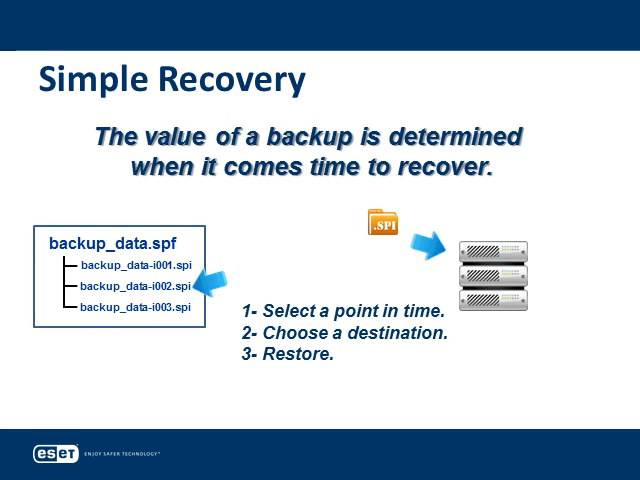 Simple Recovery
The value of a backup is determined
when it comes time to recover.
.SPI
backup_data.spf
backup_data-i001.spi
backup_data-i002.spi
backup_data-i003.spi
1- Select a point in time.
2- Choose a destination.
3- Restore.
eseT ENJOY SAFER TECHNOLOGY™